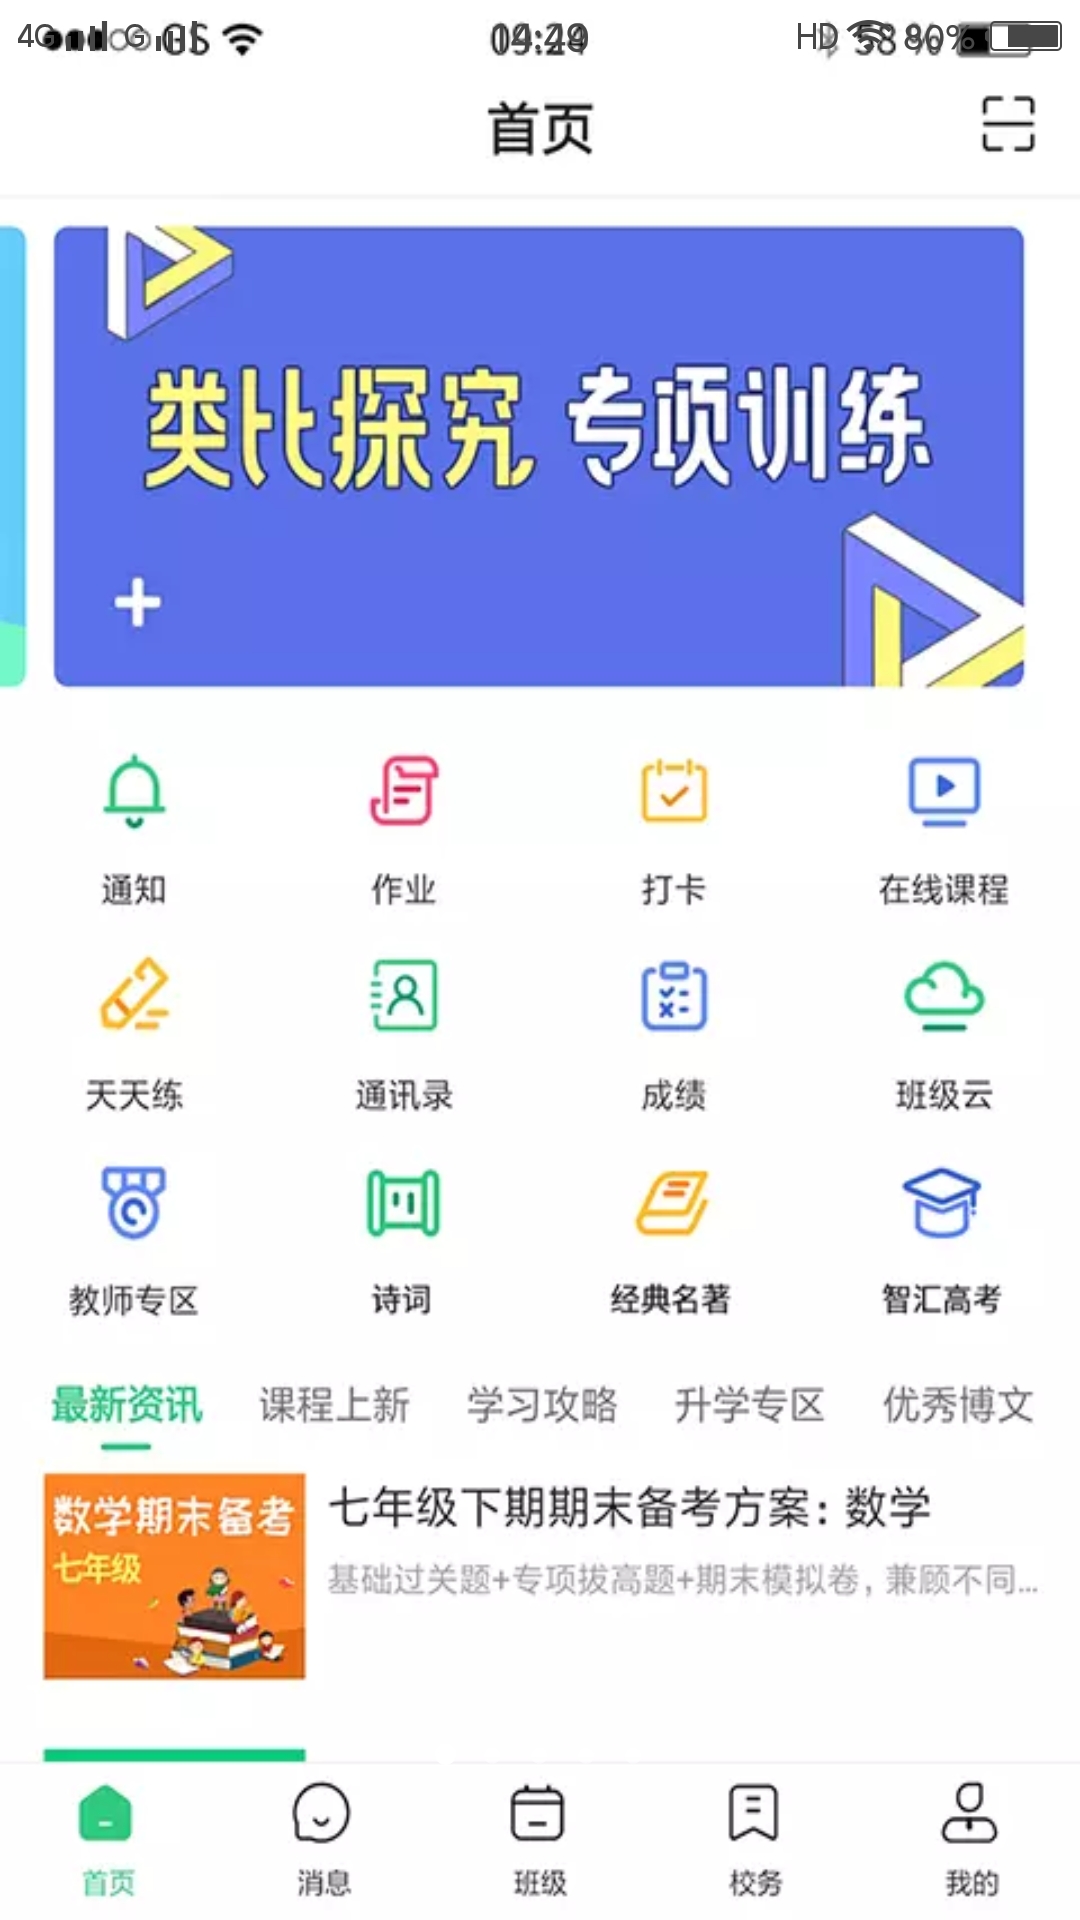 首页
类比探究 专项训练
通知 作业 打卡 在线课程
天天练 通讯录 成绩 班级云
教师专区 诗词 经典名著 智汇高考
最新资讯 课程上新 学习攻略 升学专区 优秀博文
数学期末备考
七年级
七年级下期期末备考方案：数学
基础过关题+专项拔高题+期末模拟卷，兼顾不同...
首页 消息 班级 校务 我的